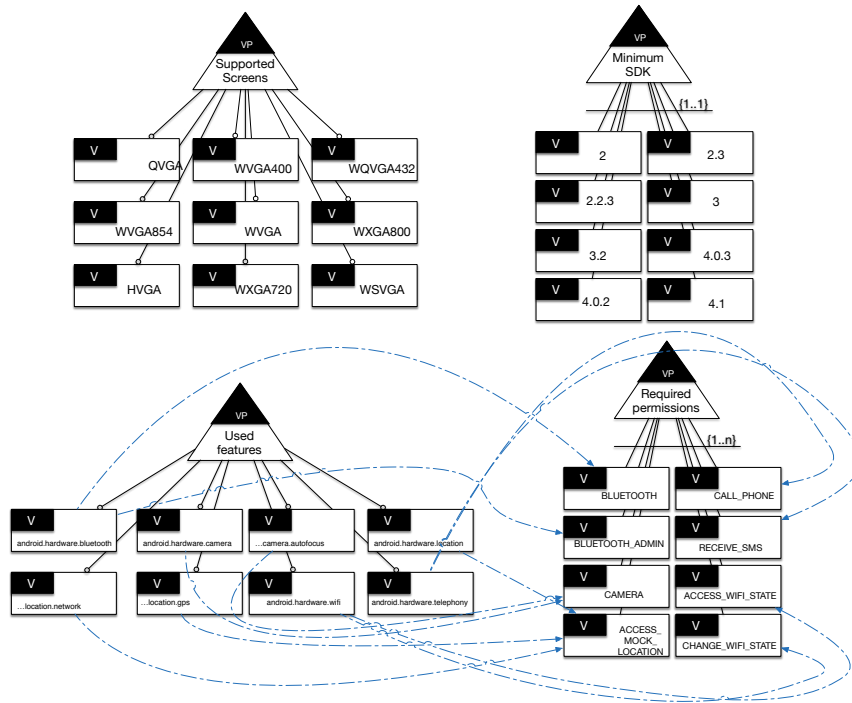 VP
Supported
Screens
V
QVGA
V
WVGA400
V
WQVGA432
V
WVGA854
V
WVGA
V
WXGA800
V
HVGA
V
WXGA720
V
WSVGA
VP
Minimum
SDK
{1..1}
V
2
V
2.3
V
2.2.3
V
3
V
3.2
V
4.0.3
V
4.0.2
V
4.1
VP
Used
features
V
android.hardware.bluetooth
V
android.hardware.camera
V
...camera.autofocus
V
android.hardware.location
V
...location.network
V
...location.gps
V
android.hardware.wifi
V
android.hardware.telephony
VP
Required
permissions
{1..n}
V
BLUETOOTH
V
CALL_PHONE
V
BLUETOOTH_ADMIN
V
RECEIVE_SMS
V
CAMERA
V
ACCESS_WIFI_STATE
V
ACCESS_
MOCK_
LOCATION
V
CHANGE_WIFI_STATE